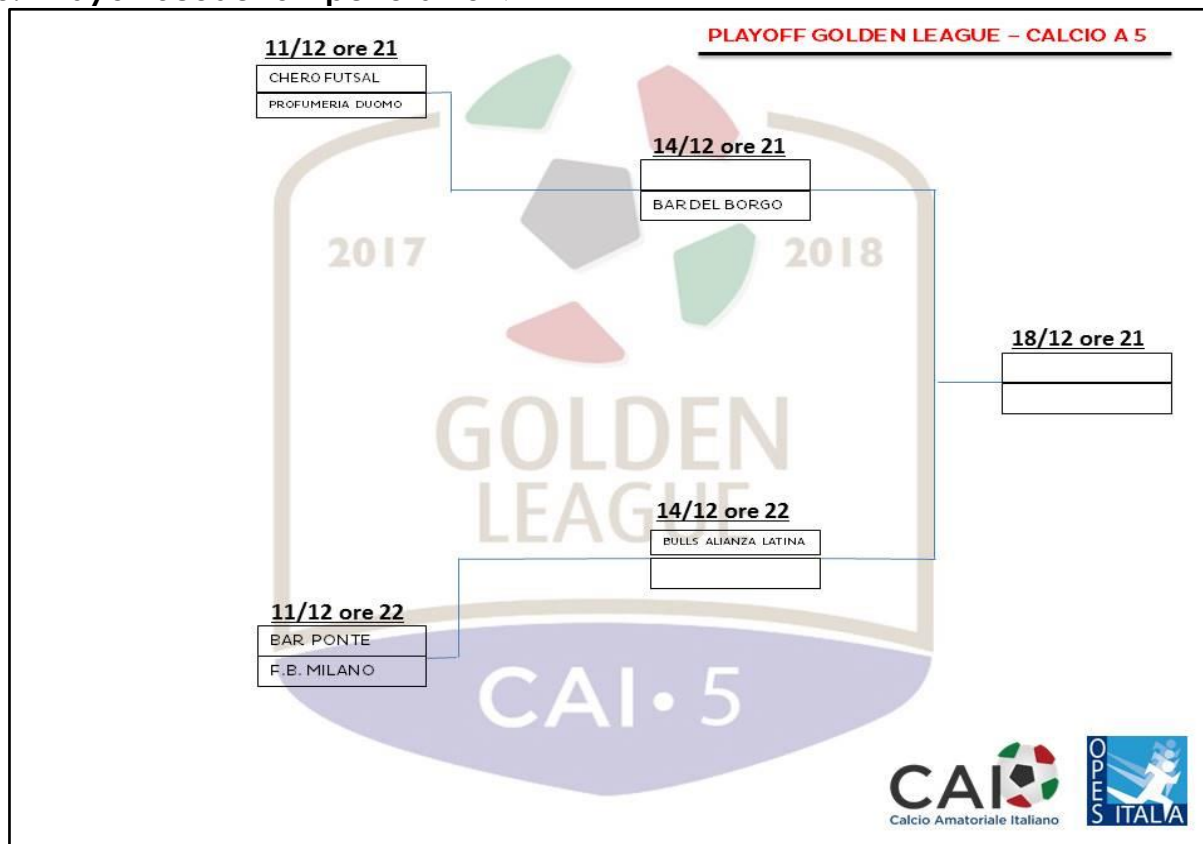 PLAYOFF GOLDEN LEAGUE – CALCIO A 5
11/12 ore 21
CHERO FUTSAL
PROFUMERIA DUOMO
14/12 ore 21
BAR DEL BORGO
2017
2018
18/12 ore 21
GOLDEN
LEAGUE
14/12 ore 22
BULLS ALIANZA LATINA
11/12 ore 22
BAR PONTE
F.B. MILANO
CAI • 5
CAI
Calcio Amatoriale Italiano
OPES
ITALIA